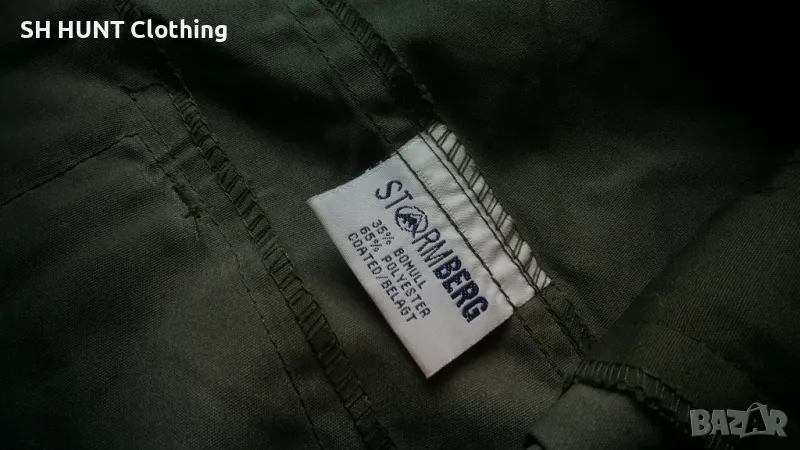 SH HUNT Clothing
STORMBERG
35% BOMULL
65% POLYESTER
COATED/BELAGT
BAZAR